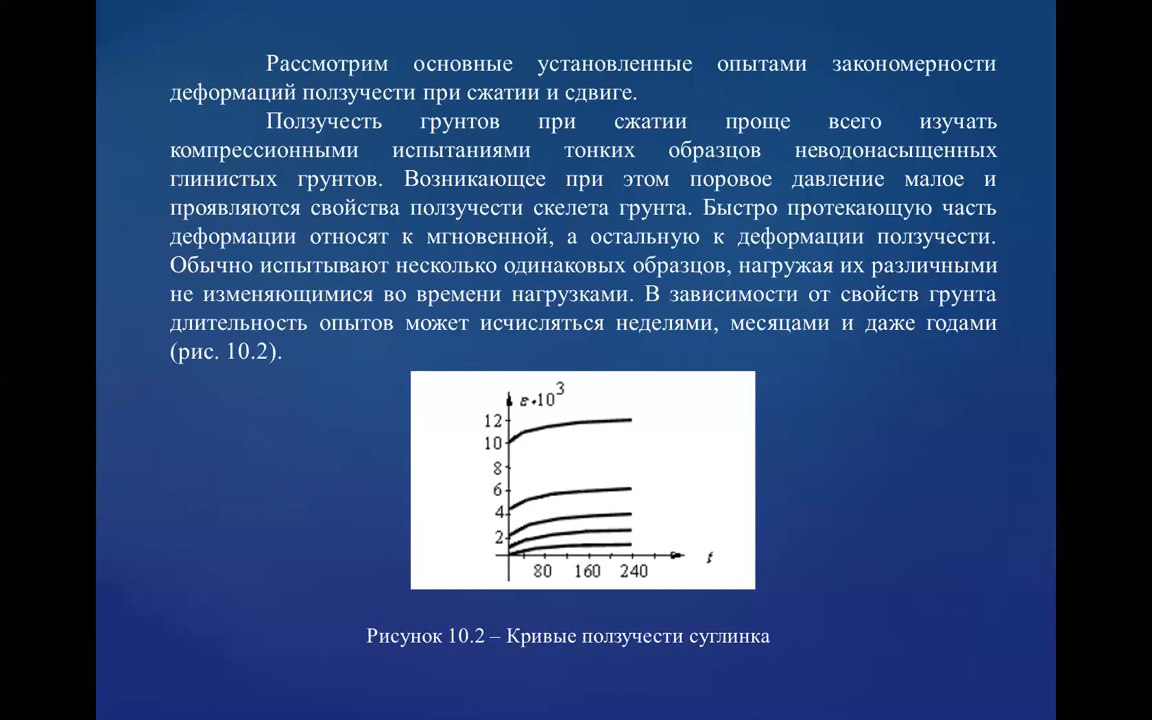 Рассмотрим основные установленные опытами закономерности
деформаций ползучести при сжатии и сдвиге.
Ползучесть грунтов при сжатии проще всего изучать
компрессионными испытаниями тонких образцов неводонасыщенных
глинистых грунтов. Возникающее при этом поровое давление малое и
проявляются свойства ползучести скелета грунта. Быстро протекающую часть
деформации относят к мгновенной, а остальную к деформации ползучести.
Обычно испытывают несколько одинаковых образцов, нагружая их различными
не изменяющимися во времени нагрузками. В зависимости от свойств грунта
длительность опытов может исчисляться неделями, месяцами и даже годами
(рис. 10.2).
ε·10³
12
10
8
6
4
2
80 160 240
t
Рисунок 10.2 – Кривые ползучести суглинка